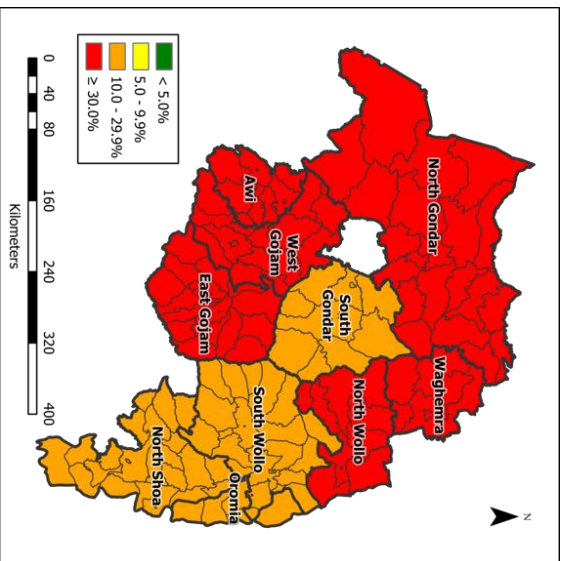 N
North Gondar
Waghemra
North Wollo
South
Gondar
West
Gojam
Awi
East Gojam
South Wollo
Oromia
North Shoa
< 5.0%
5.0 - 9.9%
10.0 - 29.9%
≥ 30.0%
0 40 80 160 240 320 400
Kilometers